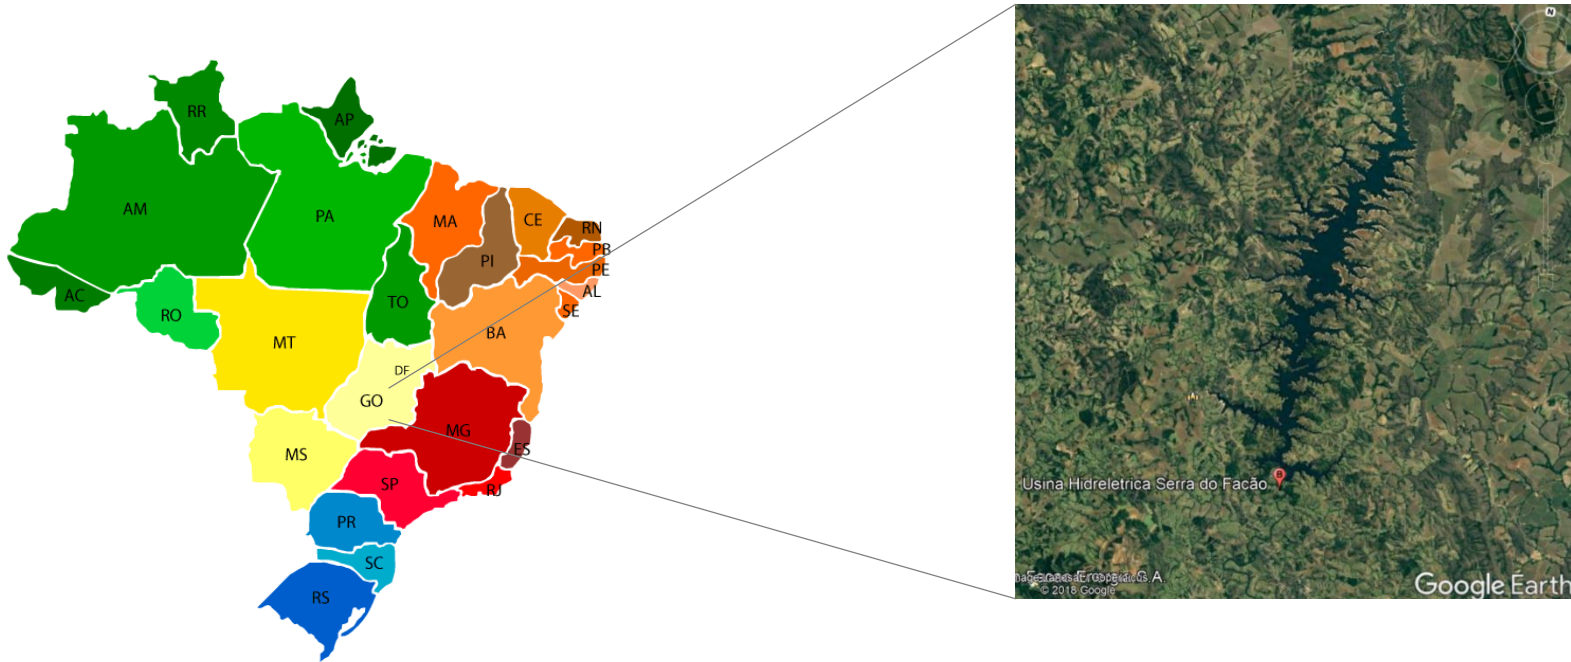 RR
AP
AM
PA
MA
CE
RN
PB
PI
PE
AC
TO
AL
RO
SE
BA
MT
DF
GO
MG
MS
ES
SP
RJ
PR
SC
RS
N
B
Usina Hidreletrica Serra do Facão
S.A
© 2018 Google
Google Earth